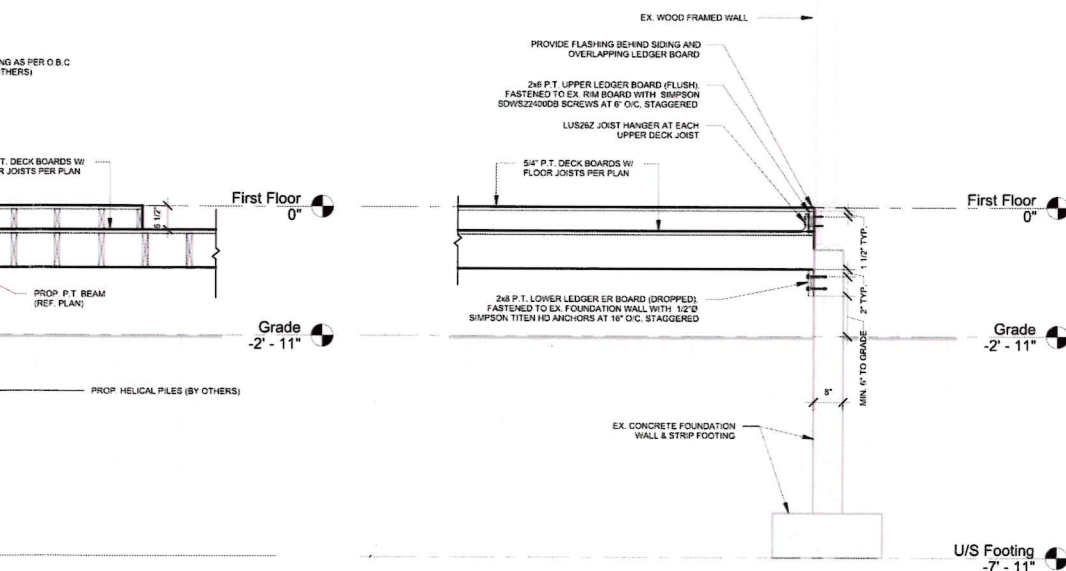 NG AS PER O.B.C
THERS)
T. DECK BOARDS W/
R JOISTS PER PLAN
6 1/2"
First Floor
0"
PROP. P.T. BEAM
(REF. PLAN)
Grade
-2' - 11"
PROP. HELICAL PILES (BY OTHERS)
EX. WOOD FRAMED WALL
PROVIDE FLASHING BEHIND SIDING AND
OVERLAPPING LEDGER BOARD
2x6 P.T. UPPER LEDGER BOARD (FLUSH).
FASTENED TO EX. RIM BOARD WITH SIMPSON
SDWS22400DB SCREWS AT 6" O/C, STAGGERED
LUS26Z JOIST HANGER AT EACH
UPPER DECK JOIST
5/4" P.T. DECK BOARDS W/
FLOOR JOISTS PER PLAN
First Floor
0"
1 1/2" TYP.
2" TYP.
2x8 P.T. LOWER LEDGER ER BOARD (DROPPED).
FASTENED TO EX. FOUNDATION WALL WITH 1/2"Ø
SIMPSON TITEN HD ANCHORS AT 16" O/C, STAGGERED
Grade
-2' - 11"
MIN. 6" TO GRADE
8"
EX. CONCRETE FOUNDATION
WALL & STRIP FOOTING
U/S Footing
-7' - 11"